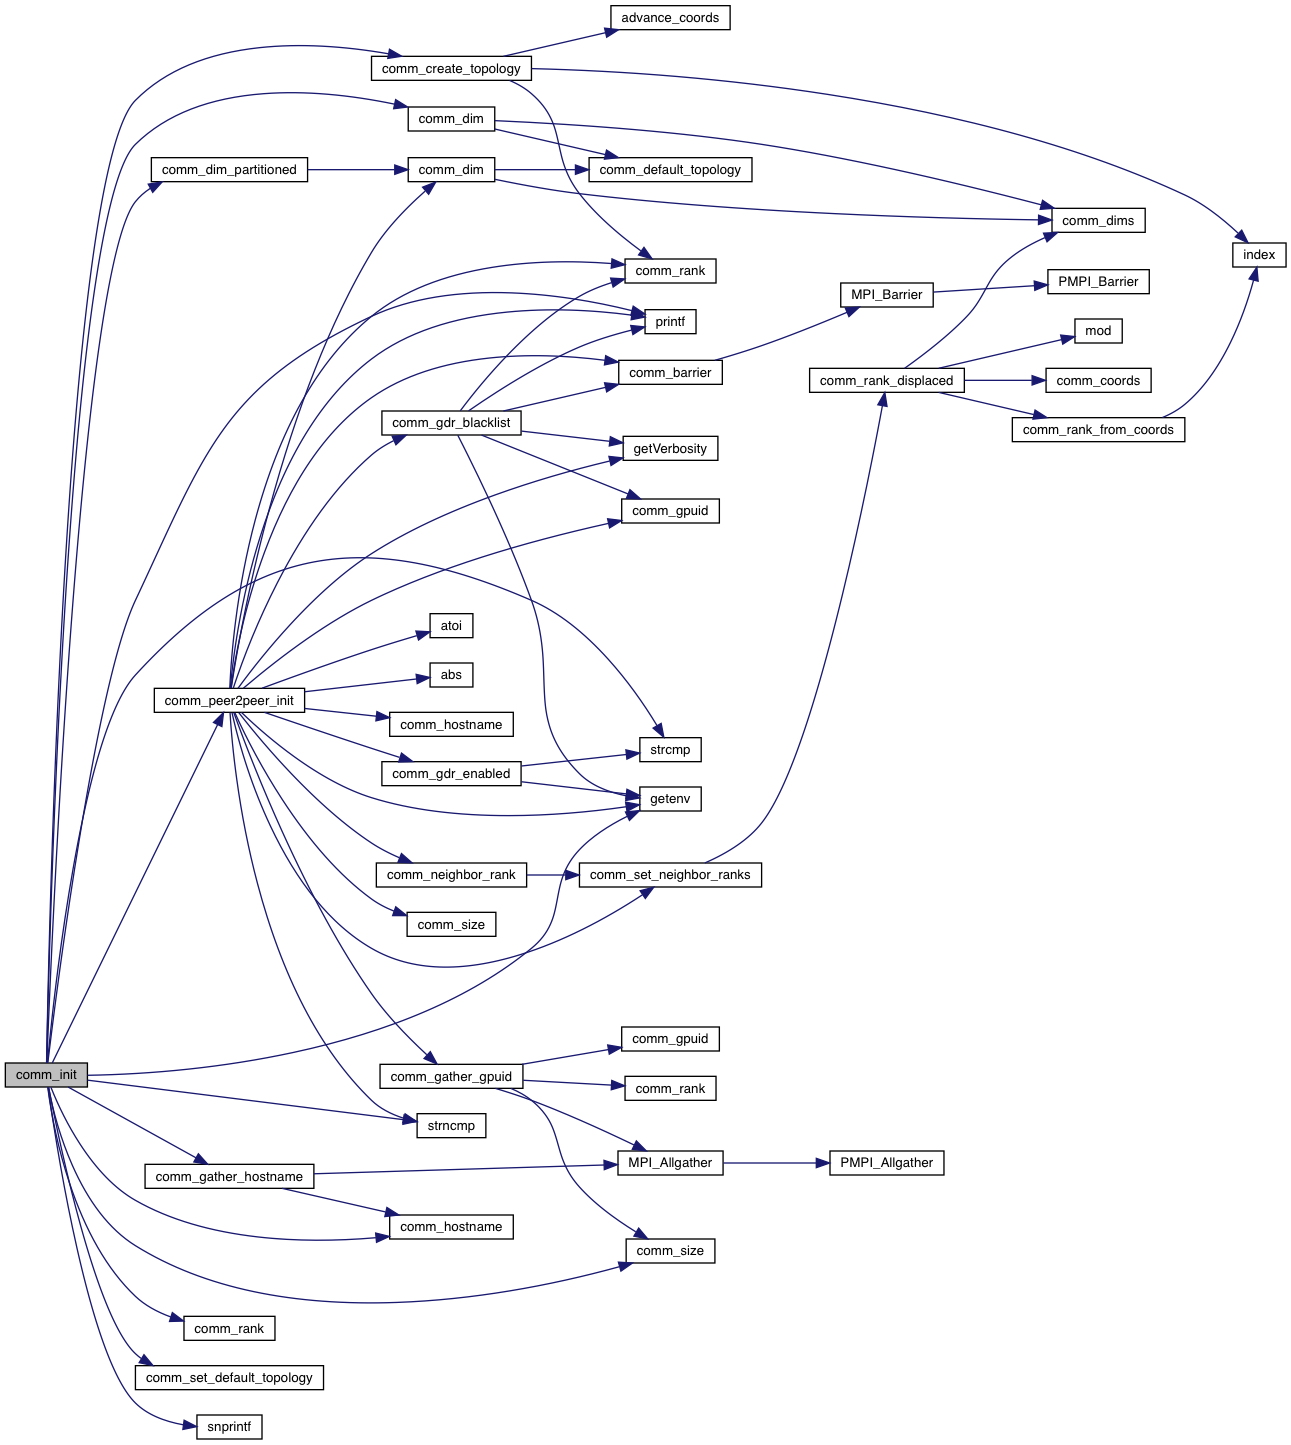 advance_coords
comm_create_topology
comm_dim
comm_dim_partitioned
comm_dim
comm_default_topology
comm_dims
index
comm_rank
PMPI_Barrier
MPI_Barrier
printf
mod
comm_barrier
comm_rank_displaced
comm_coords
comm_gdr_blacklist
comm_rank_from_coords
getVerbosity
comm_gpuid
atoi
abs
comm_peer2peer_init
comm_hostname
strcmp
comm_gdr_enabled
getenv
comm_neighbor_rank
comm_set_neighbor_ranks
comm_size
comm_gpuid
comm_init
comm_gather_gpuid
comm_rank
strncmp
MPI_Allgather
PMPI_Allgather
comm_gather_hostname
comm_hostname
comm_size
comm_rank
comm_set_default_topology
snprintf